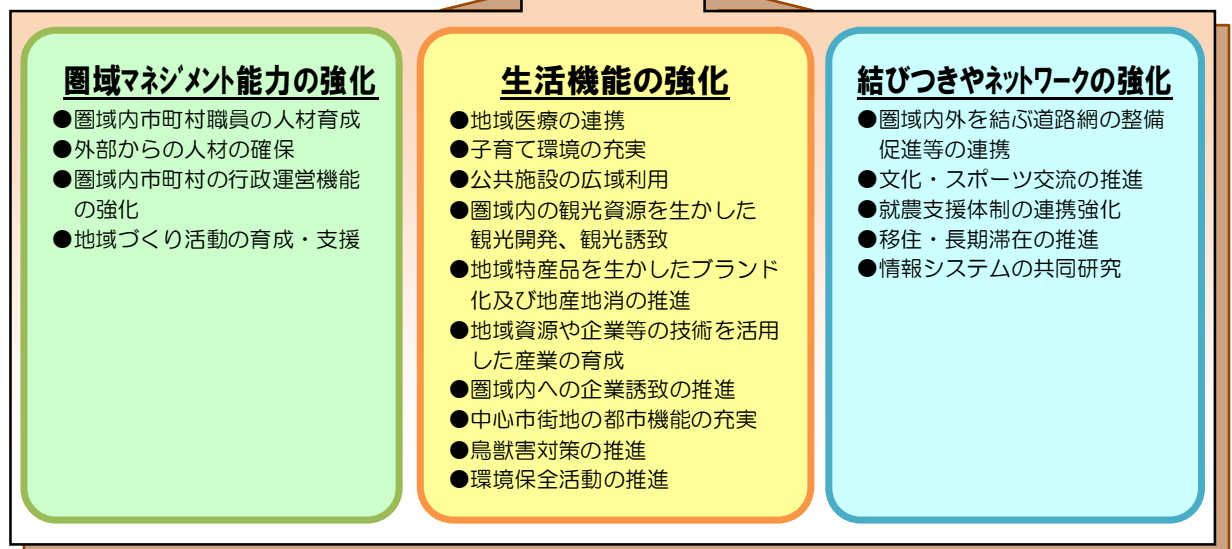 圏域マネジメント能力の強化
●圏域内市町村職員の人材育成
●外部からの人材の確保
●圏域内市町村の行政運営機能
の強化
●地域づくり活動の育成・支援
生活機能の強化
●地域医療の連携
●子育て環境の充実
●公共施設の広域利用
●圏域内の観光資源を生かした
観光開発、観光誘致
●地域特産品を生かしたブランド
化及び地産地消の推進
●地域資源や企業等の技術を活用
した産業の育成
●圏域内への企業誘致の推進
●中心市街地の都市機能の充実
●鳥獣害対策の推進
●環境保全活動の推進
結びつきやネットワークの強化
●圏域内外を結ぶ道路網の整備
促進等の連携
●文化・スポーツ交流の推進
●就農支援体制の連携強化
●移住・長期滞在の推進
●情報システムの共同研究